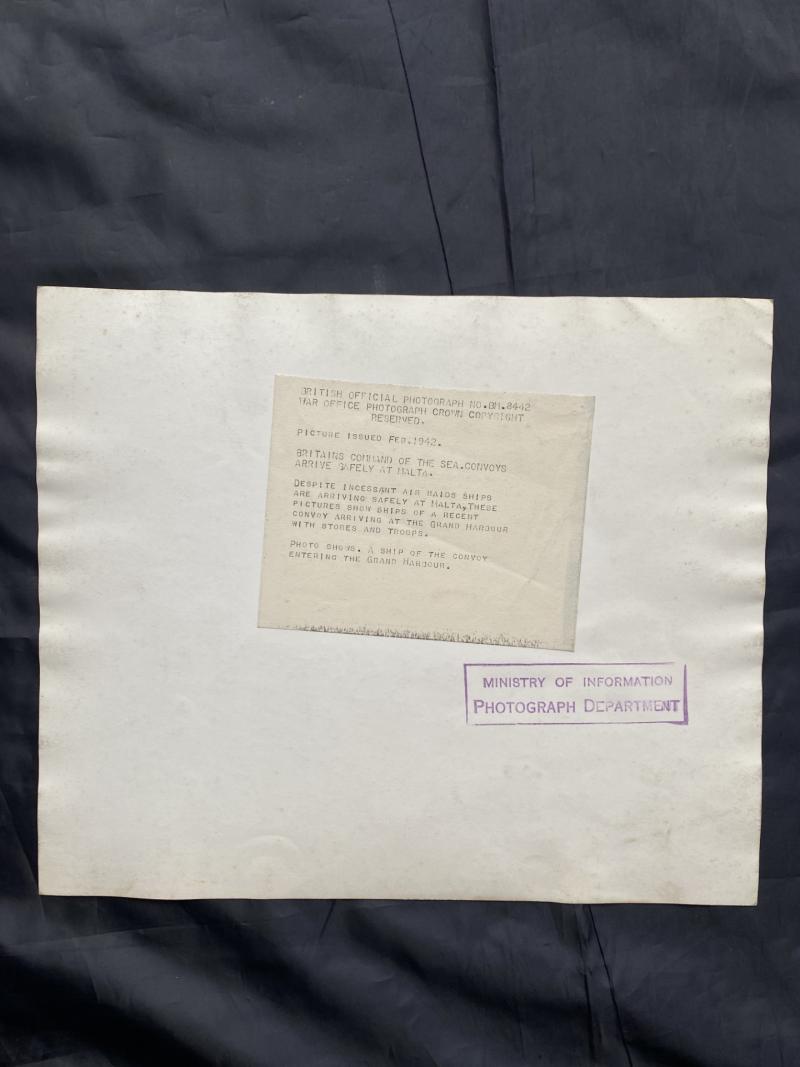 BRITISH OFFICIAL PHOTOGRAPH NO.BM.8442
WAR OFFICE PHOTOGRAPH CROWN COPYRIGHT
RESERVED.
PICTURE ISSUED FEB.1942.
BRITAINS COMMAND OF THE SEA.CONVOYS
ARRIVE SAFELY AT MALTA.
DESPITE INCESSANT AIR RAIDS SHIPS
ARE ARRIVING SAFELY AT MALTA,THESE
PICTURES SHOW SHIPS OF A RECENT
CONVOY ARRIVING AT THE GRAND HARBOUR
WITH STORES AND TROOPS.
PHOTO SHOWS. A SHIP OF THE CONVOY
ENTERING THE GRAND HARBOUR.
MINISTRY OF INFORMATION
PHOTOGRAPH DEPARTMENT